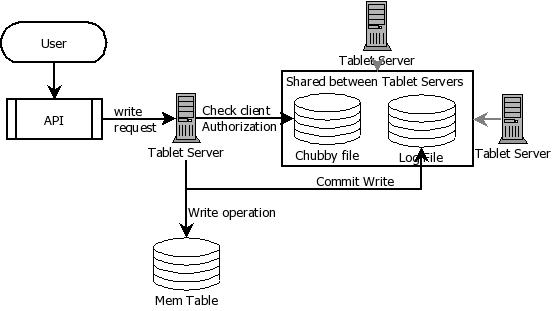 User
API
write
request
Tablet Server
Check client
Authorization
Tablet Server
Shared between Tablet Servers
Chubby file
Log File
Tablet Server
Commit Write
Write operation
Mem Table